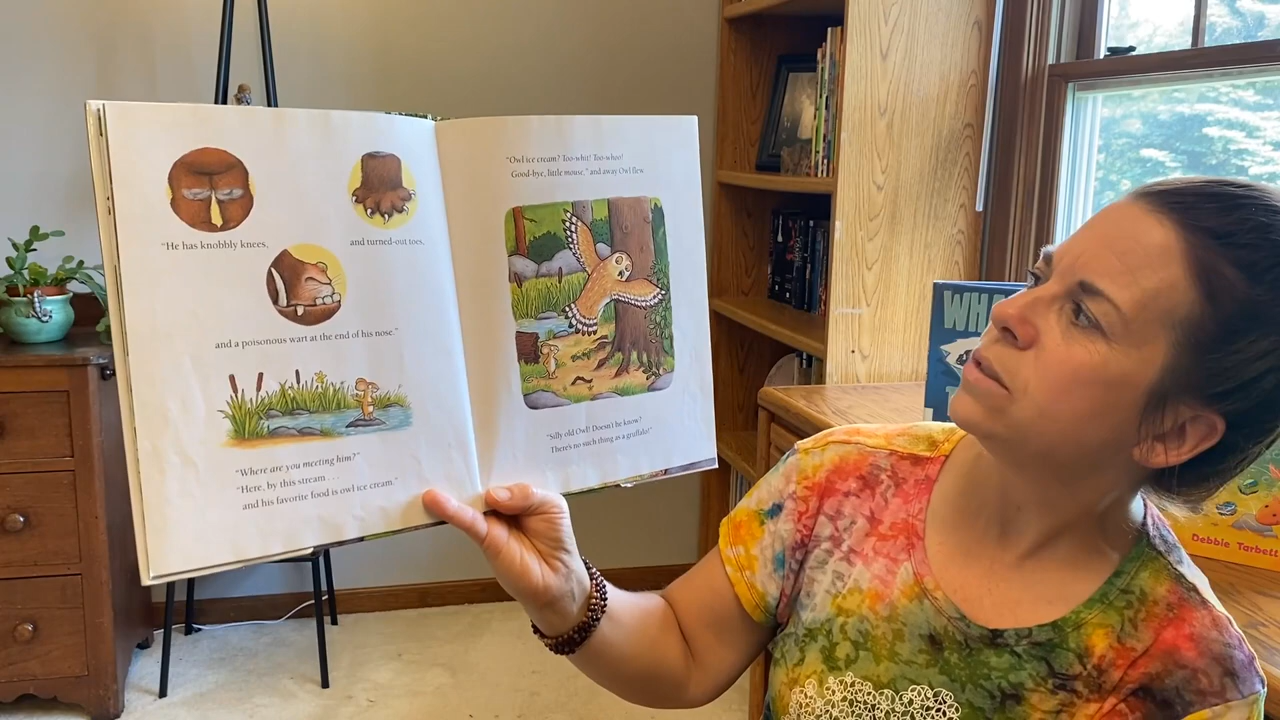 "He has knobbly knees,
and turned-out toes,
and a poisonous wart at the end of his nose."
"Where are you meeting him?"
"Here, by this stream . . .
and his favorite food is owl ice cream."
"Owl ice cream? Too-whit! Too-whoo!
Good-bye, little mouse," and away Owl flew.
"Silly old Owl! Doesn't he know?
There's no such thing as a gruffalo!"
Debbie Tarbett